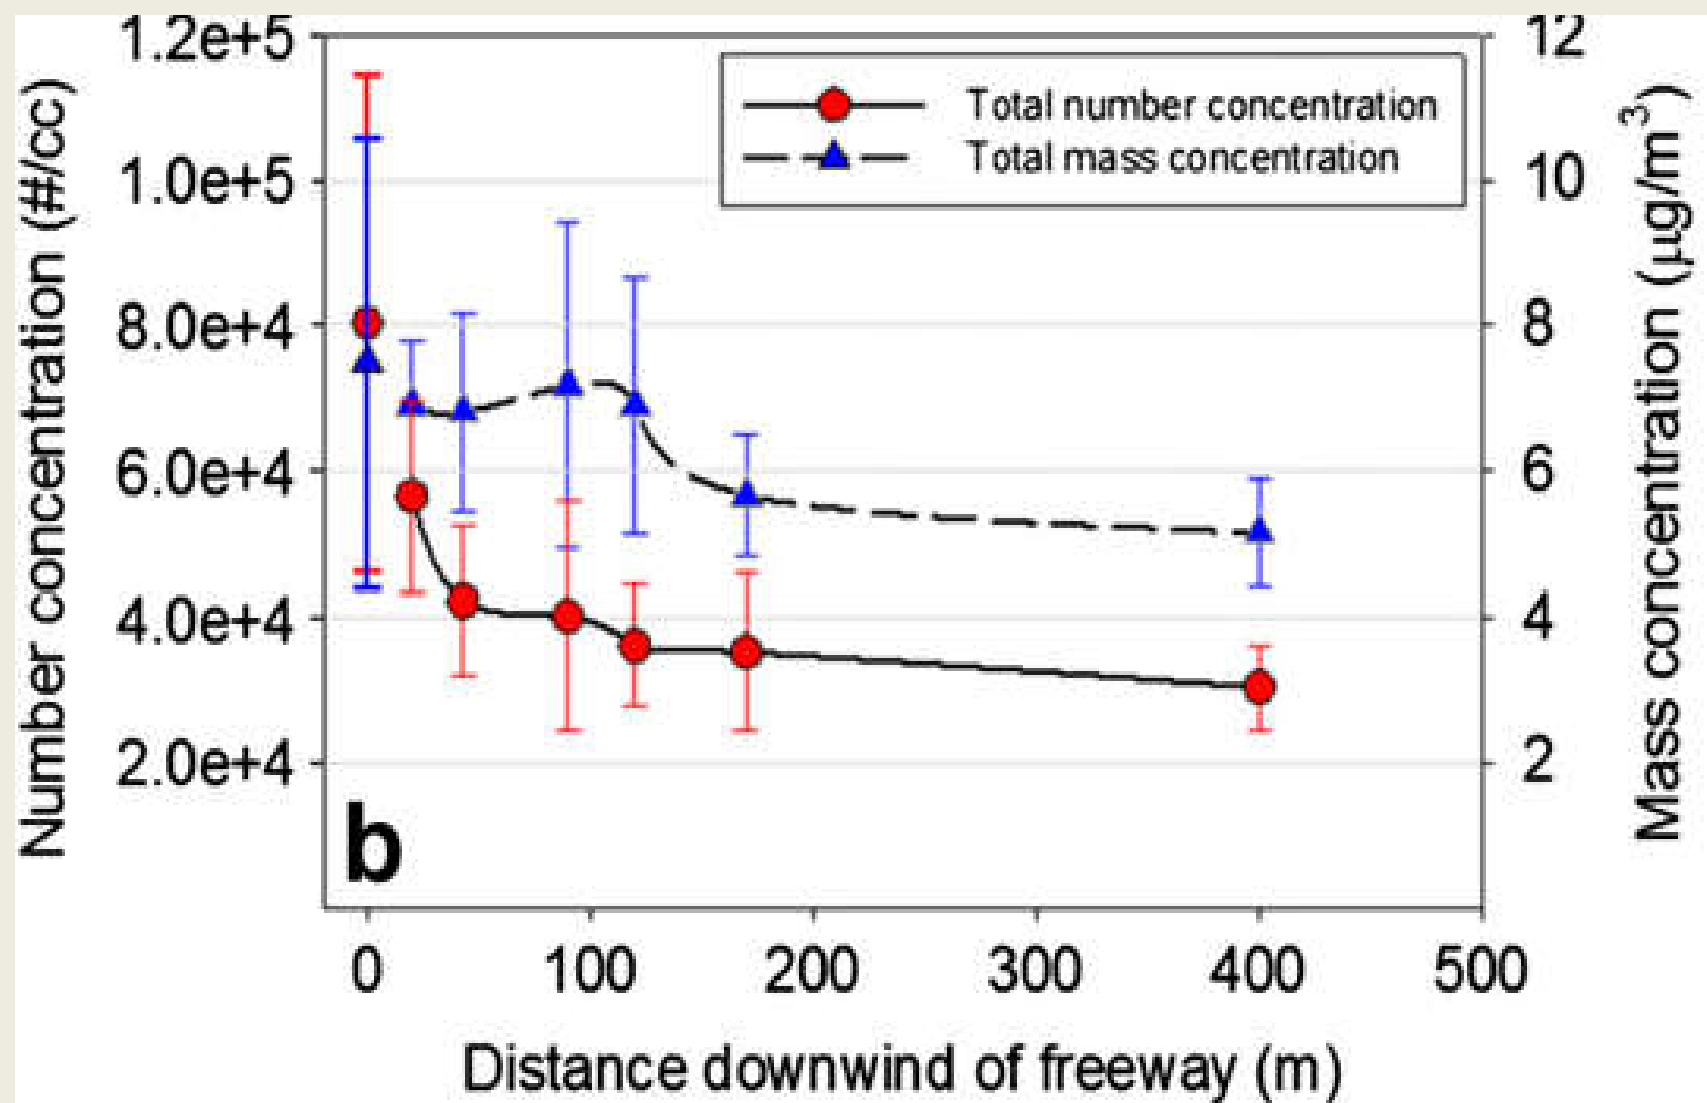 Number concentration (#/cc)
1.2e+5
1.0e+5
8.0e+4
6.0e+4
4.0e+4
2.0e+4
Total number concentration
Total mass concentration
b
12
10
8
6
4
2
Mass concentration (μg/m³)
0 100 200 300 400 500
Distance downwind of freeway (m)